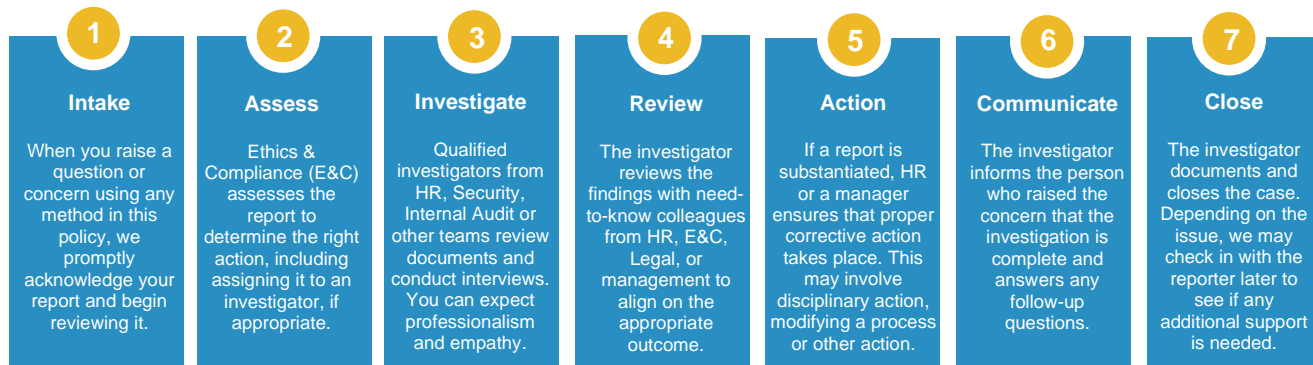 1
Intake
When you raise a
question or
concern using any
method in this
policy, we
promptly
acknowledge your
report and begin
reviewing it.
2
Assess
Ethics &
Compliance (E&C)
assesses the
report to
determine the right
action, including
assigning it to an
investigator, if
appropriate.
3
Investigate
Qualified
investigators from
HR, Security,
Internal Audit or
other teams review
documents and
conduct interviews.
You can expect
professionalism
and empathy.
4
Review
The investigator
reviews the
findings with need-
to-know colleagues
from HR, E&C,
Legal, or
management to
align on the
appropriate
outcome.
5
Action
If a report is
substantiated, HR
or a manager
ensures that proper
corrective action
takes place. This
may involve
disciplinary action,
modifying a process
or other action.
6
Communicate
The investigator
informs the person
who raised the
concern that the
investigation is
complete and
answers any
follow-up
questions.
7
Close
The investigator
documents and
closes the case.
Depending on the
issue, we may
check in with the
reporter later to
see if any
additional support
is needed.